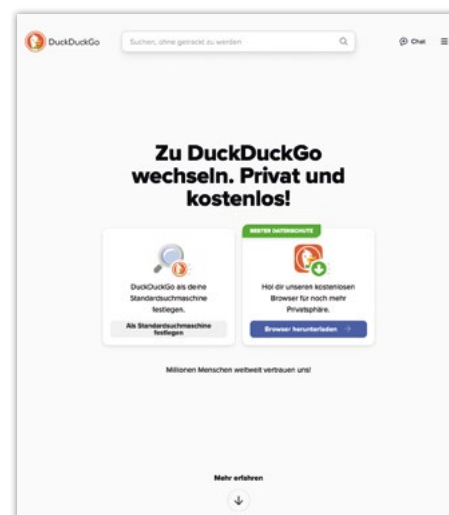 DuckDuckGo
Suchen, ohne getrackt zu werden
Chat
Zu DuckDuckGo
wechseln. Privat und
kostenlos!
DuckDuckGo als deine
Standardsuchmaschine
festlegen.
Als Standardsuchmaschine
festlegen
BESTER DATENSCHUTZ
Hol dir unseren kostenlosen
Browser für noch mehr
Privatsphäre.
Browser herunterladen
Millionen Menschen weltweit vertrauen uns!
Mehr erfahren